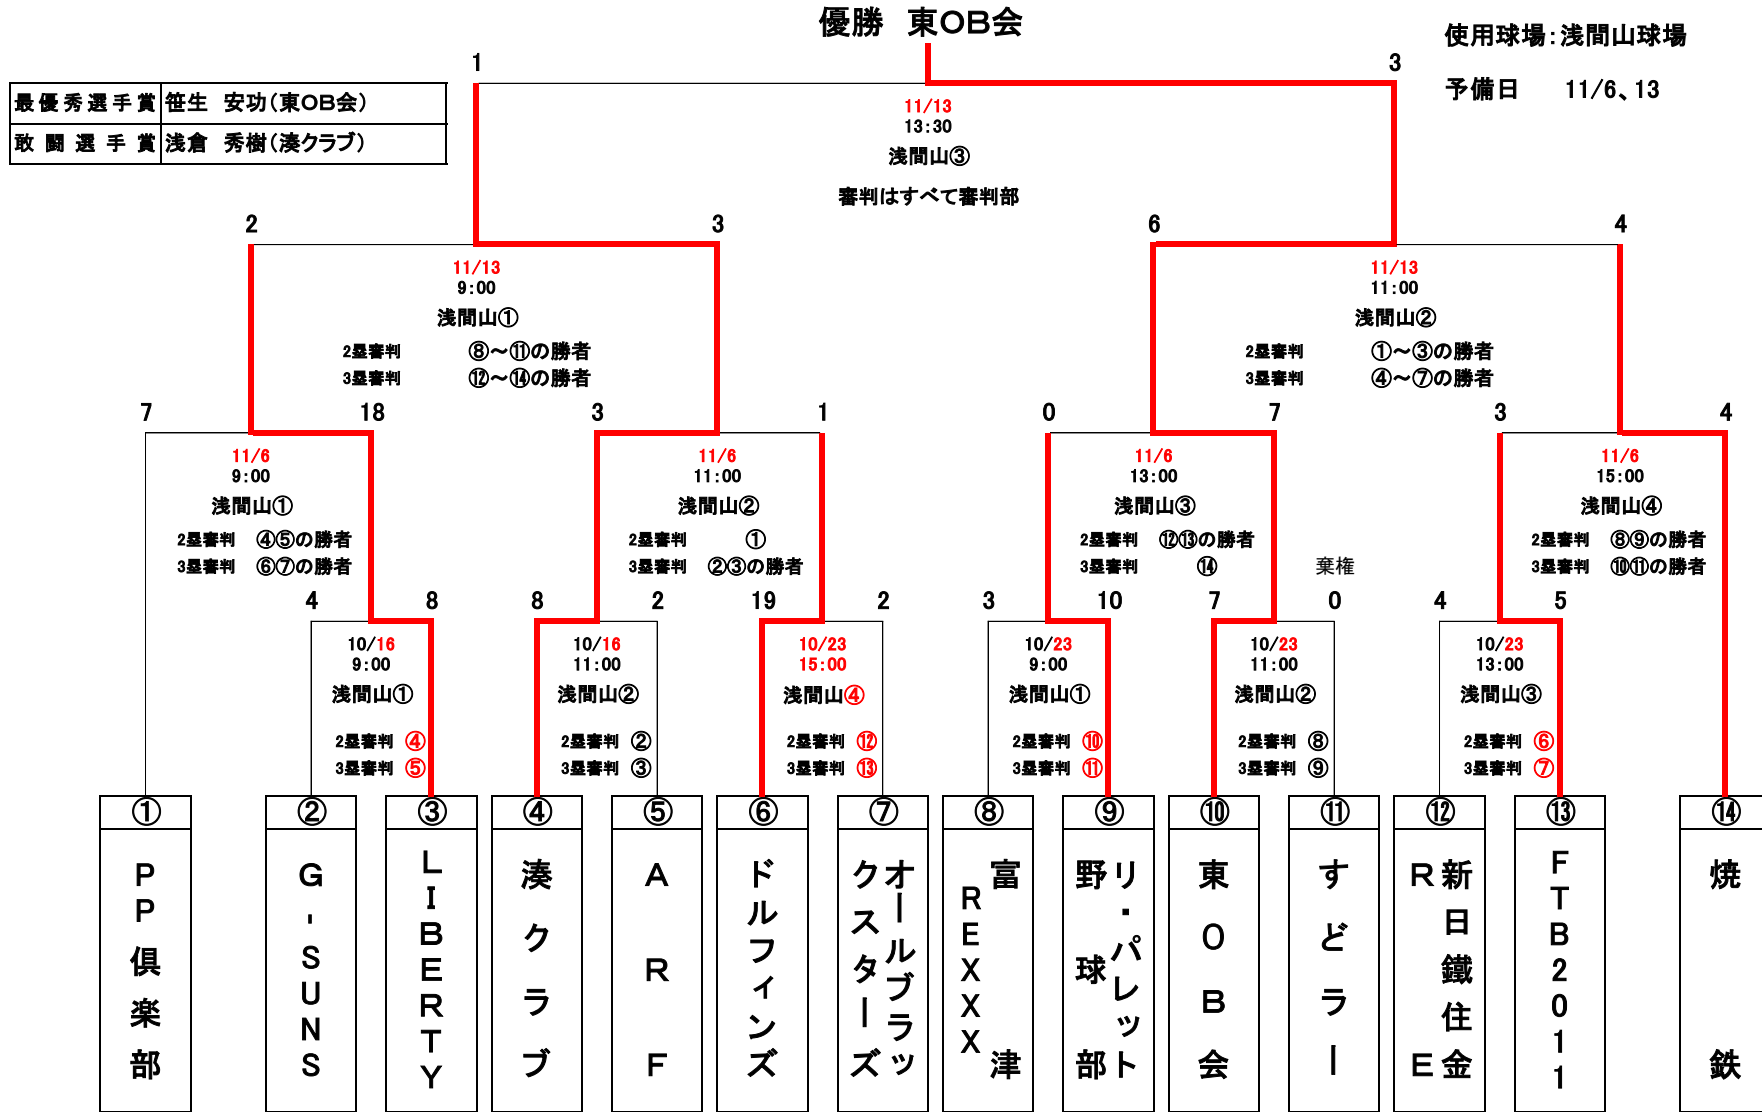 優勝　東OB会
使用球場：浅間山球場
予備日　11/6、13
最優秀選手賞 笹生　安功（東OB会）
敢闘選手賞 浅倉　秀樹（湊クラブ）
1 3
11/13
13:30
浅間山③
審判はすべて審判部
2 3 6 4
11/13 11/13
9:00 11:00
浅間山① 浅間山②
2塁審判 ⑧～⑪の勝者 2塁審判 ①～③の勝者
3塁審判 ⑫～⑭の勝者 3塁審判 ④～⑦の勝者
7 18 3 1 0 7 3 4
11/6 11/6 11/6 11/6
9:00 11:00 13:00 15:00
浅間山① 浅間山② 浅間山③ 浅間山④
2塁審判 ④⑤の勝者 2塁審判 ① 2塁審判 ⑫⑬の勝者 2塁審判 ⑧⑨の勝者
3塁審判 ⑥⑦の勝者 3塁審判 ②③の勝者 3塁審判 ⑭ 3塁審判 ⑩⑪の勝者
棄権
4 8 8 2 19 2 3 10 7 0 4 5
10/16 10/16 10/23 10/23 10/23 10/23
9:00 11:00 15:00 9:00 11:00 13:00
浅間山① 浅間山② 浅間山④ 浅間山① 浅間山② 浅間山③
2塁審判 ④ 2塁審判 ② 2塁審判 ⑫ 2塁審判 ⑩ 2塁審判 ⑧ 2塁審判 ⑥
3塁審判 ⑤ 3塁審判 ③ 3塁審判 ⑬ 3塁審判 ⑪ 3塁審判 ⑨ 3塁審判 ⑦
① ② ③ ④ ⑤ ⑥ ⑦ ⑧ ⑨ ⑩ ⑪ ⑫ ⑬ ⑭
PP倶楽部
G-SUNS
LIBERTY
湊クラブ
ARF
ドルフィンズ
オールブラックスターズ
富津
REXXX
リ・パレット
野球部
東OB会
すどラー
新日鐵住金
RE
FTB2011
焼鉄